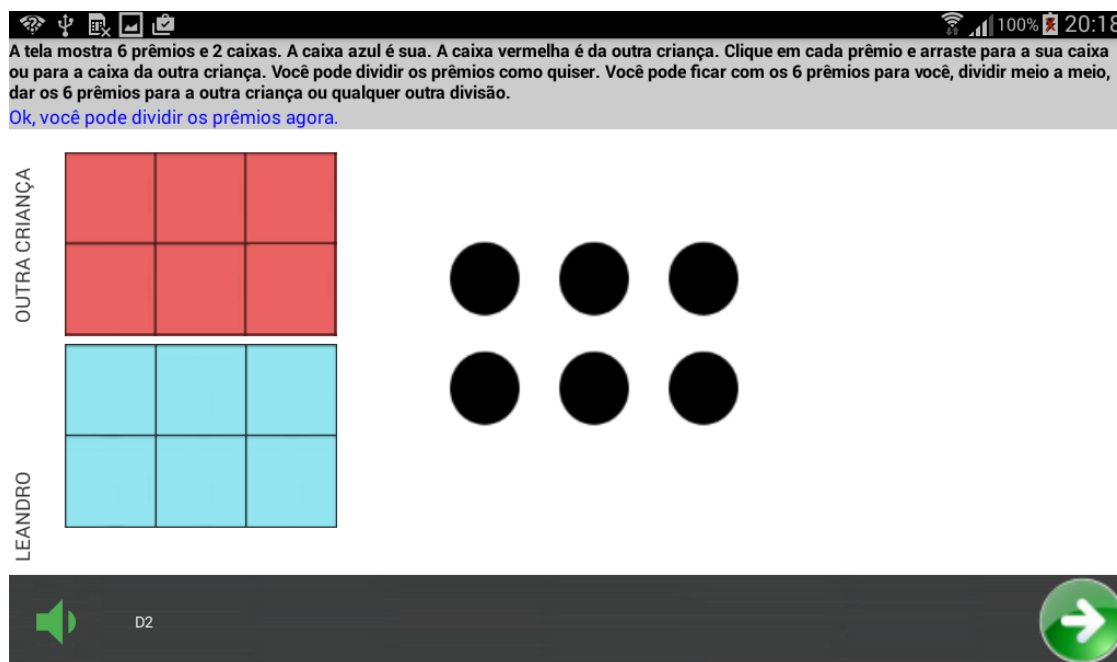 100% 20:18
A tela mostra 6 prêmios e 2 caixas. A caixa azul é sua. A caixa vermelha é da outra criança. Clique em cada prêmio e arraste para a sua caixa
ou para a caixa da outra criança. Você pode dividir os prêmios como quiser. Você pode ficar com os 6 prêmios para você, dividir meio a meio,
dar os 6 prêmios para a outra criança ou qualquer outra divisão.
Ok, você pode dividir os prêmios agora.
OUTRA CRIANÇA
LEANDRO
D2